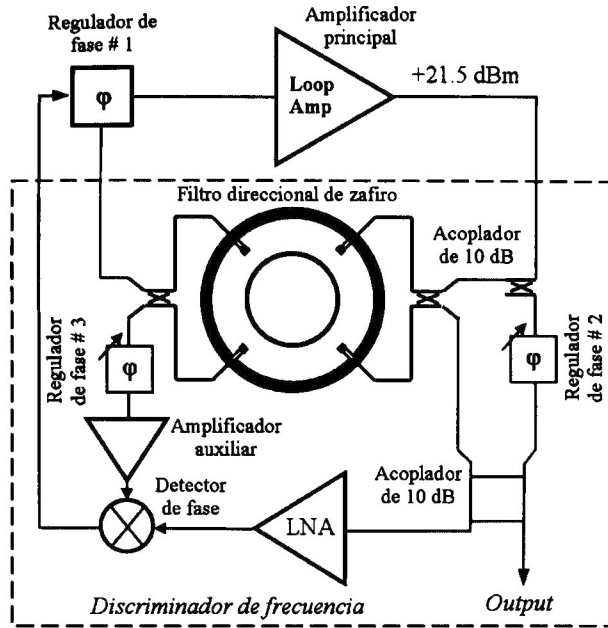 Regulador de
fase # 1
Amplificador
principal
φ
Loop
Amp
+21.5 dBm
Filtro direccional de zafiro
Acoplador
de 10 dB
Regulador
de fase # 3
φ
φ
Regulador
de fase # 2
Amplificador
auxiliar
Detector
de fase
LNA
Acoplador
de 10 dB
Discriminador de frecuencia
Output